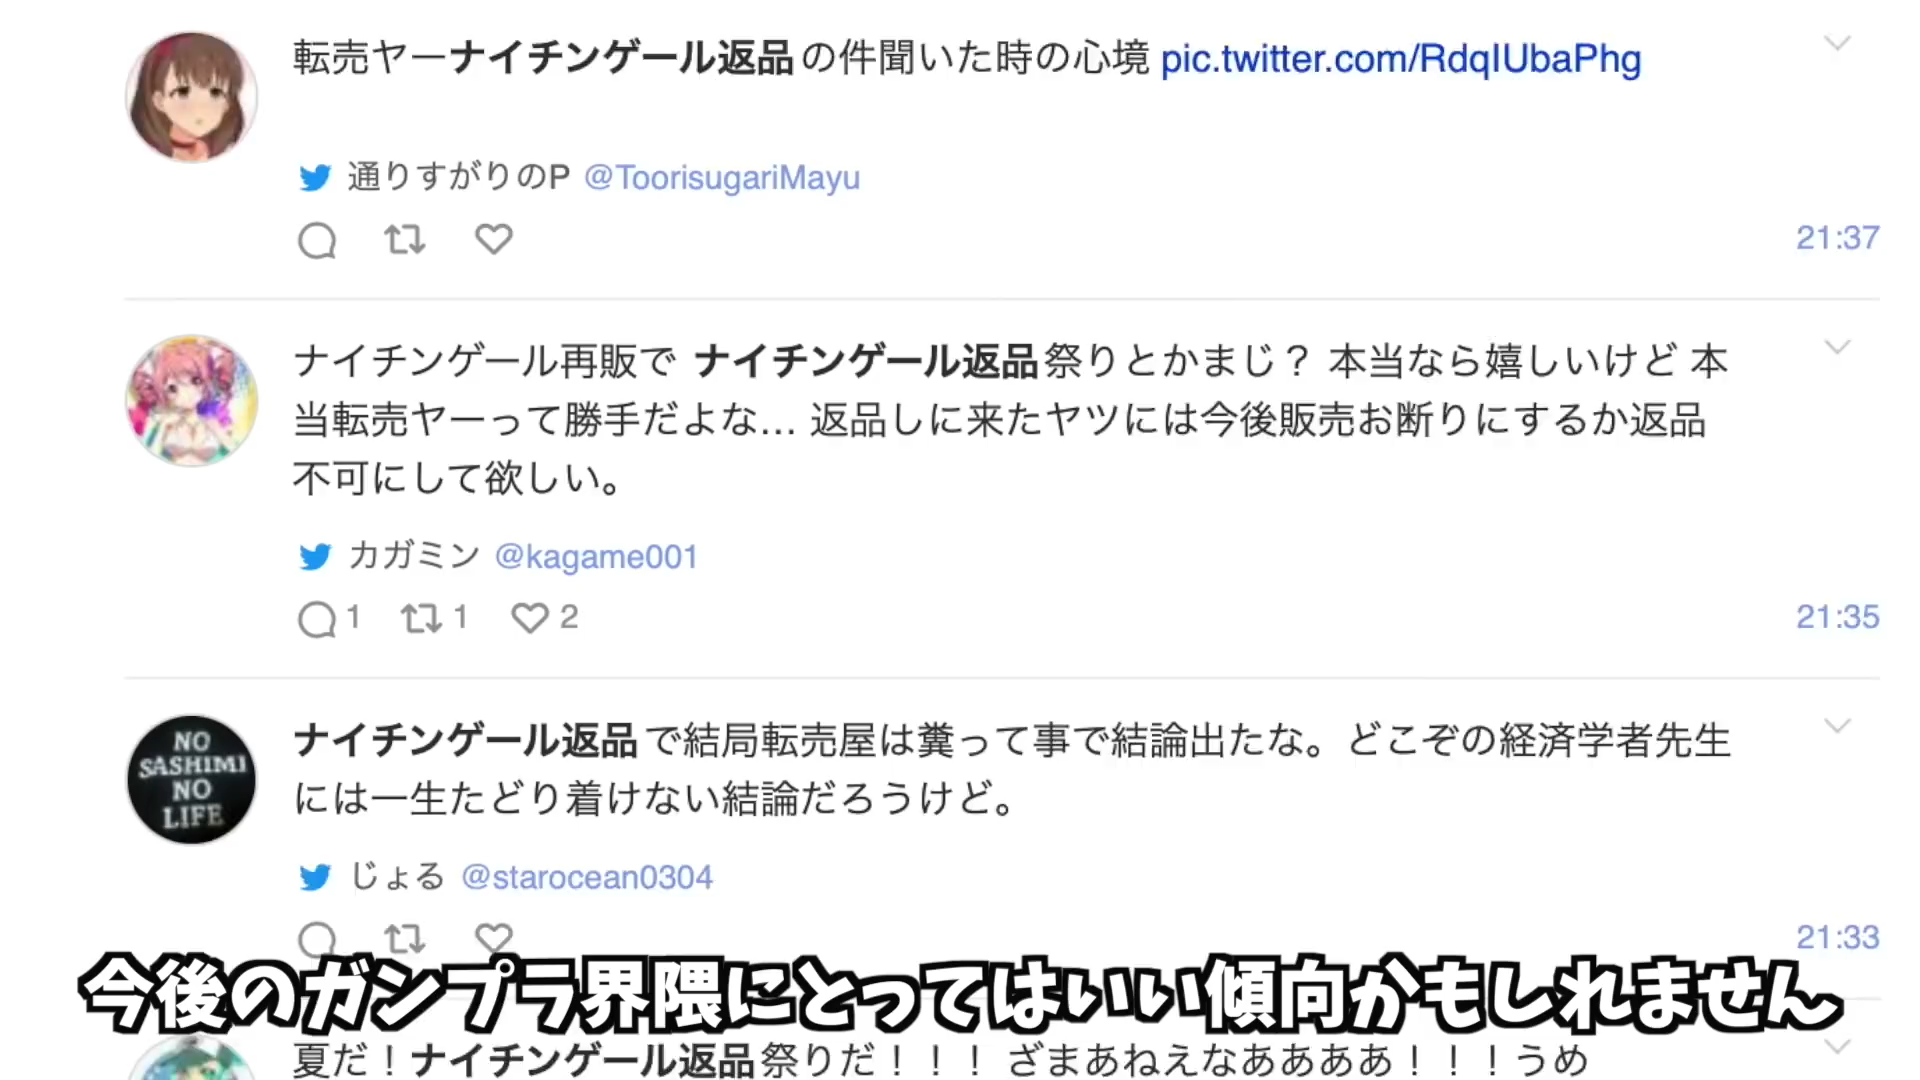 転売ヤーナイチンゲール返品の件聞いた時の心境 pic.twitter.com/RdqIUbaPhg
通りすがりのP @ToorisugariMayu
21:37
ナイチンゲール再販で ナイチンゲール返品祭りとかまじ？ 本当なら嬉しいけど 本
当転売ヤーって勝手だよな… 返品しに来たヤツには今後販売お断りにするか返品
不可にして欲しい。
カガミン @kagame001
1 1 2
21:35
NO
SASHIMI
NO
LIFE
ナイチンゲール返品で結局転売屋は糞って事で結論出たな。どこぞの経済学者先生
には一生たどり着けない結論だろうけど。
じょる @starocean0304
21:33
今後のガンプラ界隈にとってはいい傾向かもしれません
夏だ！ナイチンゲール返品祭りだ！！！ ざまあねえなああああ！！！うめ